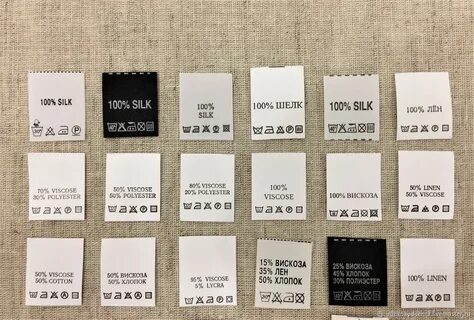 100% SILK
100% SILK
100%
SILK
100% ШЕЛК
100% SILK
100% ЛЁН
70% VISCOSE
30% POLYESTER
50% VISCOSE
50% POLYESTER
80% VISCOSE
20% POLYESTER
100%
VISCOSE
100% ВИСКОЗА
50% LINEN
50% VISCOSE
50% VISCOSE
50% COTTON
50% ВИСКОЗА
50% ХЛОПОК
95% VISCOSE
5% LYCRA
15% ВИСКОЗА
35% ЛЕН
50% ХЛОПОК
25% ВИСКОЗА
45% ХЛОПОК
30% ПОЛИЭСТЕР
100% LINEN